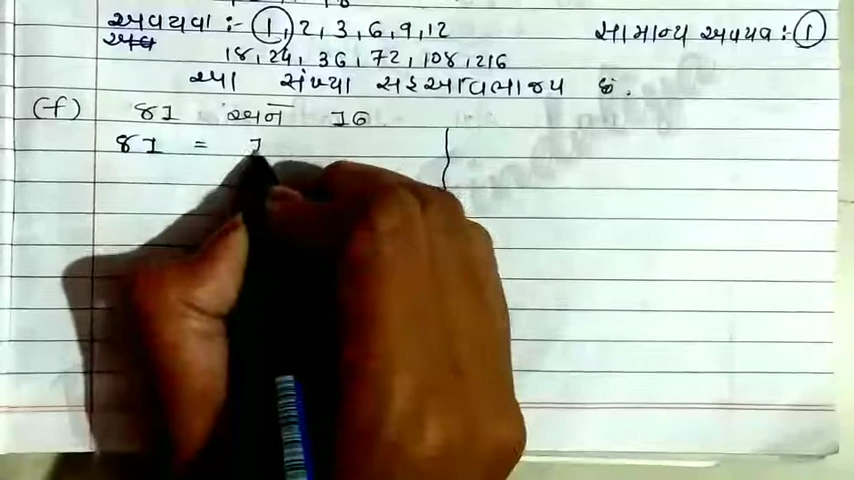 અવયવો :- 1, 2, 3, 6, 9, 12 સામાન્ય અવયવ : 1
18, 24, 36, 72, 108, 216
આ સંખ્યા સહઅવિભાજ્ય છે.
(f) 81 અને 16
81 = 1